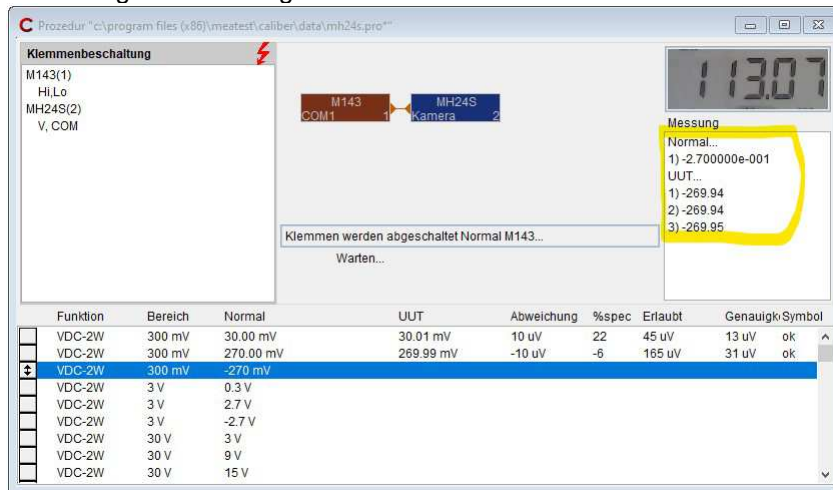 Prozedur "c:\program files (x86)\meatest\caliber\data\mh24s.pro*"
Klemmenbeschaltung
M143(1)
Hi,Lo
MH24S(2)
V, COM
M143 MH24S
COM1 1 Kamera 2
113.07
Messung
Normal...
1) -2.700000e-001
UUT...
1) -269.94
2) -269.94
3) -269.95
Klemmen werden abgeschaltet Normal M143...
Warten...
Funktion Bereich Normal UUT Abweichung %spec Erlaubt Genauigk Symbol
VDC-2W 300 mV 30.00 mV 30.01 mV 10 uV 22 45 uV 13 uV ok
VDC-2W 300 mV 270.00 mV 269.99 mV -10 uV -6 165 uV 31 uV ok
VDC-2W 300 mV -270 mV
VDC-2W 3 V 0.3 V
VDC-2W 3 V 2.7 V
VDC-2W 3 V -2.7 V
VDC-2W 30 V 3 V
VDC-2W 30 V 9 V
VDC-2W 30 V 15 V